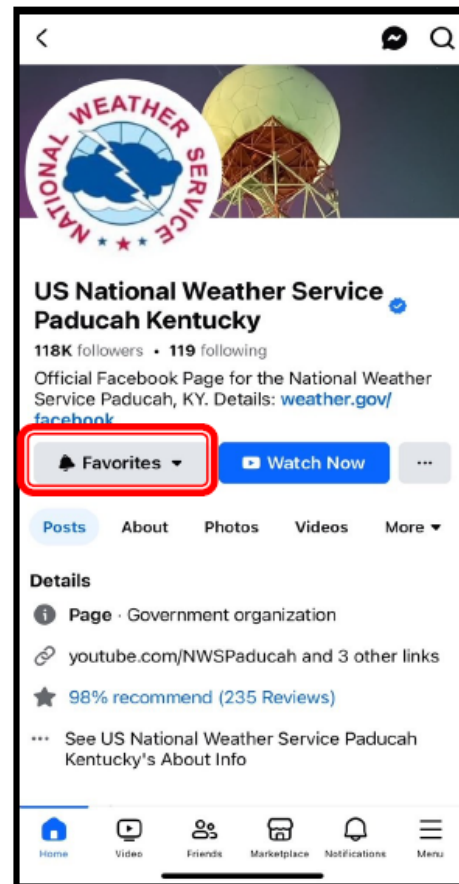 NATIONAL WEATHER SERVICE
US National Weather Service
Paducah Kentucky
118K followers • 119 following
Official Facebook Page for the National Weather
Service Paducah, KY. Details: weather.gov/
facebook
Favorites
Watch Now
Posts About Photos Videos More
Details
Page · Government organization
youtube.com/NWSPaducah and 3 other links
98% recommend (235 Reviews)
See US National Weather Service Paducah
Kentucky's About Info
Home Video Friends Marketplace Notifications Menu